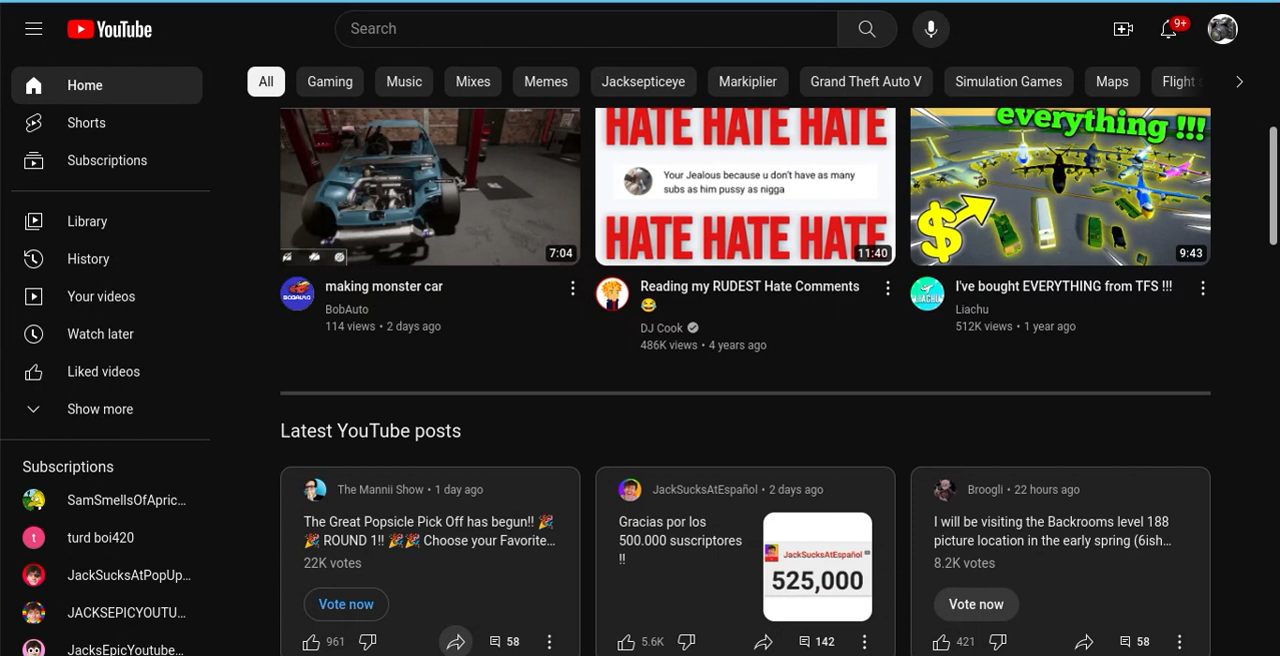 YouTube
Search
9+
Home
Shorts
Subscriptions
Library
History
Your videos
Watch later
Liked videos
Show more
Subscriptions
SamSmellsOfApric...
turd boi420
JackSucksAtPopUp...
JACKSEPICYOUTU...
JacksEpicYoutube...
All
Gaming
Music
Mixes
Memes
Jacksepticeye
Markiplier
Grand Theft Auto V
Simulation Games
Maps
Flight
7:04
making monster car
BOBAUTO
BobAuto
114 views • 2 days ago
HATE HATE HATE
Your Jealous because u don't have as many
subs as him pussy as nigga
HATE HATE HATE
11:40
Reading my RUDEST Hate Comments
😂
DJ Cook
486K views • 4 years ago
everything !!!
$
9:43
LIACHU
I've bought EVERYTHING from TFS !!!
Liachu
512K views • 1 year ago
Latest YouTube posts
The Mannii Show • 1 day ago
The Great Popsicle Pick Off has begun!! 🎉
🎉 ROUND 1!! 🎉🎉 Choose your Favorite...
22K votes
Vote now
961
58
JackSucksAtEspañol • 2 days ago
Gracias por los
500.000 suscriptores
!!
JackSucksAtEspañol
525,000
5.6K
142
Broogli • 22 hours ago
I will be visiting the Backrooms level 188
picture location in the early spring (6ish...
8.2K votes
Vote now
421
58
t